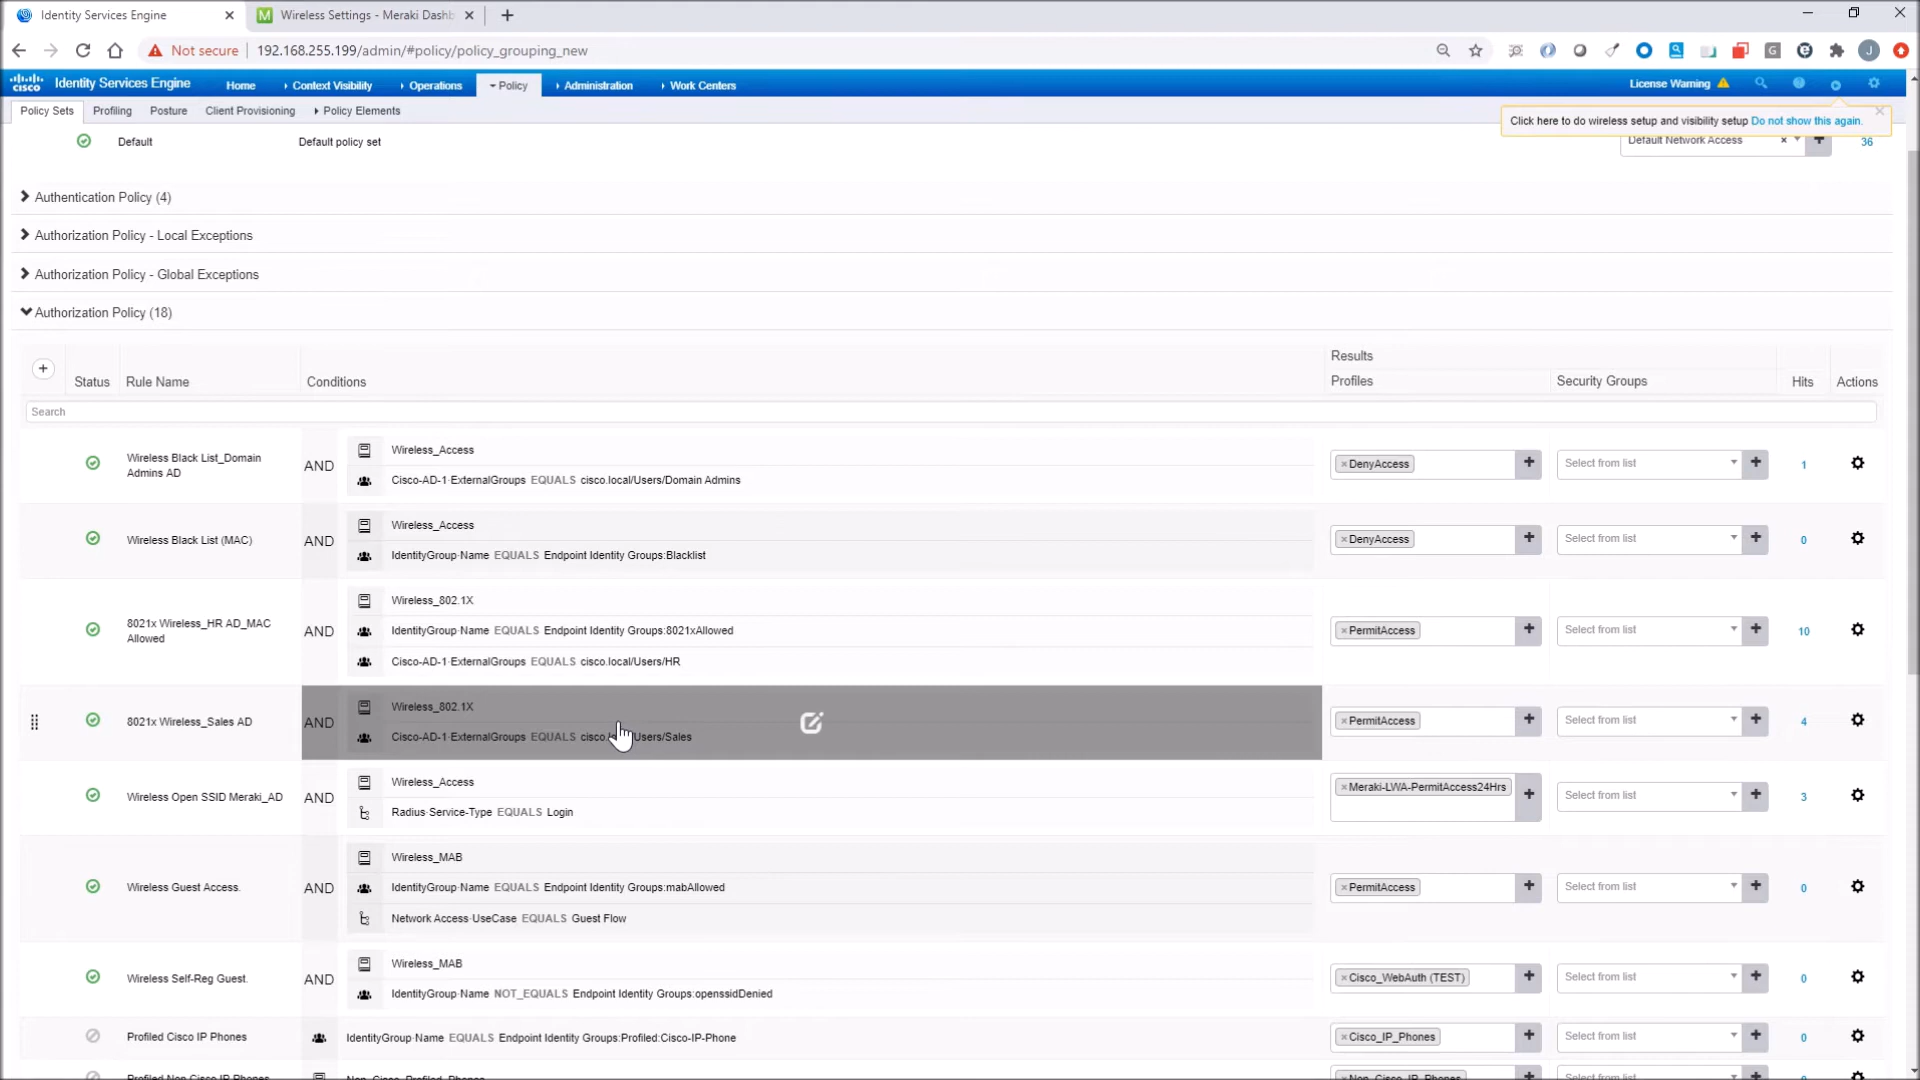 Identity Services Engine
Wireless Settings - Meraki Dashb
Not secure 192.168.255.199/admin/#policy/policy_grouping_new
cisco Identity Services Engine Home Context Visibility Operations Policy Administration Work Centers License Warning
Policy Sets Profiling Posture Client Provisioning Policy Elements
Click here to do wireless setup and visibility setup Do not show this again.
Default Default policy set Default Network Access × 36
Authentication Policy (4)
Authorization Policy - Local Exceptions
Authorization Policy - Global Exceptions
Authorization Policy (18)
Results
Status Rule Name Conditions Profiles Security Groups Hits Actions
Search
Wireless Black List_Domain Admins AD AND Wireless_Access
Cisco-AD-1·ExternalGroups EQUALS cisco.local/Users/Domain Admins
×DenyAccess Select from list 1
Wireless Black List (MAC) AND Wireless_Access
IdentityGroup·Name EQUALS Endpoint Identity Groups:Blacklist
×DenyAccess Select from list 0
8021x Wireless_HR AD_MAC Allowed AND Wireless_802.1X
IdentityGroup·Name EQUALS Endpoint Identity Groups:8021xAllowed
Cisco-AD-1·ExternalGroups EQUALS cisco.local/Users/HR
×PermitAccess Select from list 10
8021x Wireless_Sales AD AND Wireless_802.1X
Cisco-AD-1·ExternalGroups EQUALS Users/Sales
×PermitAccess Select from list 4
Wireless Open SSID Meraki_AD AND Wireless_Access
Radius·Service-Type EQUALS Login
×Meraki-LWA-PermitAccess24Hrs Select from list 3
Wireless Guest Access. AND Wireless_MAB
IdentityGroup·Name EQUALS Endpoint Identity Groups:mabAllowed
Network Access·UseCase EQUALS Guest Flow
×PermitAccess Select from list 0
Wireless Self-Reg Guest. AND Wireless_MAB
IdentityGroup·Name NOT_EQUALS Endpoint Identity Groups:openssidDenied
×Cisco_WebAuth (TEST) Select from list 0
Profiled Cisco IP Phones IdentityGroup·Name EQUALS Endpoint Identity Groups:Profiled:Cisco-IP-Phone ×Cisco_IP_Phones Select from list 0
Profiled Non Cisco IP Phones Non_Cisco_Profiled_Phones ×Non_Cisco_IP_Phones Select from list 0